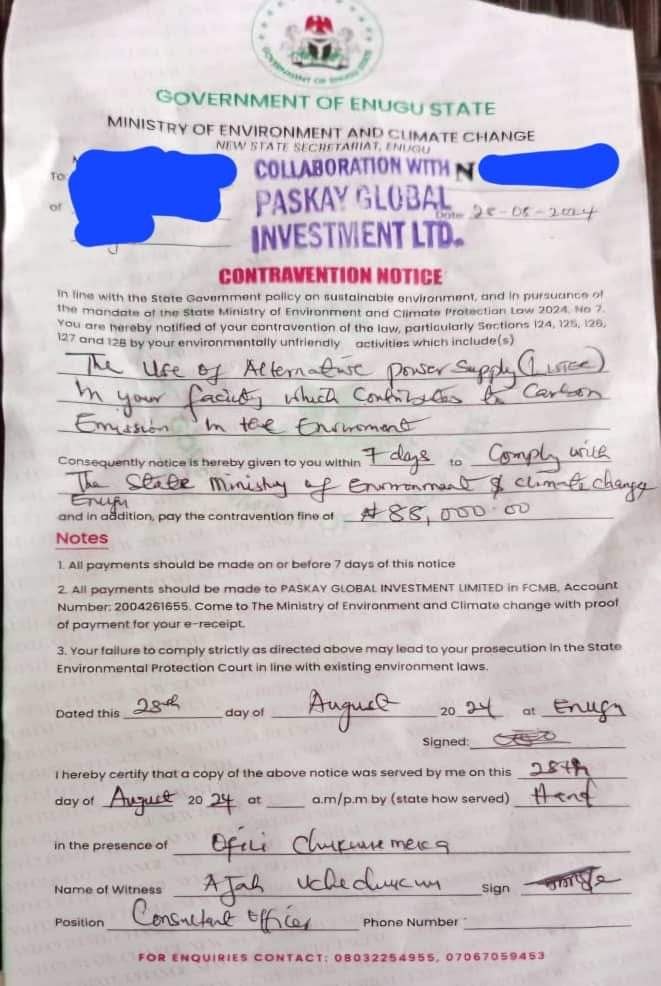 GOVERNMENT OF ENUGU STATE
GOVERNMENT OF ENUGU STATE
MINISTRY OF ENVIRONMENT AND CLIMATE CHANGE
NEW STATE SECRETARIAT, ENUGU
To:
COLLABORATION WITH N
of
PASKAY GLOBAL
Date: 28-08-2024
INVESTMENT LTD.
CONTRAVENTION NOTICE
In line with the State Government policy on sustainable environment, and in pursuance of
the mandate of the State Ministry of Environment and Climate Protection Law 2024, No 7.
You are hereby notified of your contravention of the law, particularly Sections 124, 125, 126,
127 and 128 by your environmentally unfriendly activities which include(s)
The Use of Alternative power Supply
In your facility which Contributes to Carbon
Emission in the Environment
Consequently notice is hereby given to you within 7 days to Comply with
The State Ministry of Environment & climate change
Enugu
and in addition, pay the contravention fine of ₦88,000.00
Notes
1. All payments should be made on or before 7 days of this notice
2. All payments should be made to PASKAY GLOBAL INVESTMENT LIMITED in FCMB, Account
Number: 2004261655. Come to The Ministry of Environment and Climate change with proof
of payment for your e-receipt.
3. Your failure to comply strictly as directed above may lead to your prosecution in the State
Environmental Protection Court in line with existing environment laws.
Dated this 28th day of August 2024 at Enugu
Signed:
I hereby certify that a copy of the above notice was served by me on this 28th
day of August 2024 at a.m/p.m by (state how served) Hand
in the presence of Ofili Chukwuemeka
Name of Witness Ajah Uchechukwu Sign
Position Consultant Officer Phone Number
FOR ENQUIRIES CONTACT: 08032254955, 07067059453